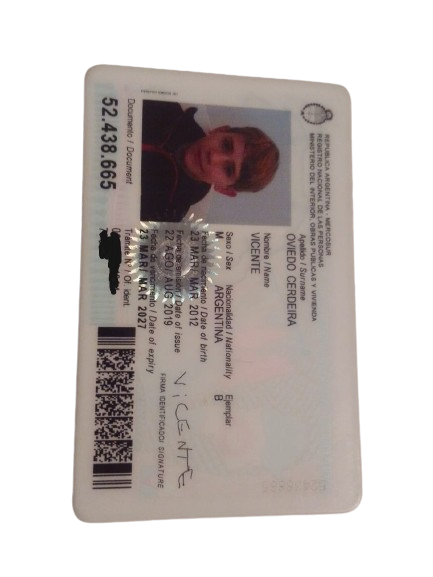 REPUBLICA ARGENTINA - MERCOSUR
REGISTRO NACIONAL DE LAS PERSONAS
MINISTERIO DEL INTERIOR, OBRAS PUBLICAS Y VIVIENDA
Apellido / Surname
OVIEDO CERDEIRA
Nombre / Name
VICENTE
Sexo / Sex Nacionalidad / Nationality Ejemplar
M ARGENTINA B
Fecha de nacimiento / Date of birth
23 MAR/ MAR 2012
Fecha de emisión / Date of issue
22 AGO/ AUG 2019
Fecha de vencimiento / Date of expiry
23 MAR/ MAR 2027
VICENTE
FIRMA IDENTIFICADO/ SIGNATURE
Documento / Document
52.438.665
Trámite Nº / Of. ident.